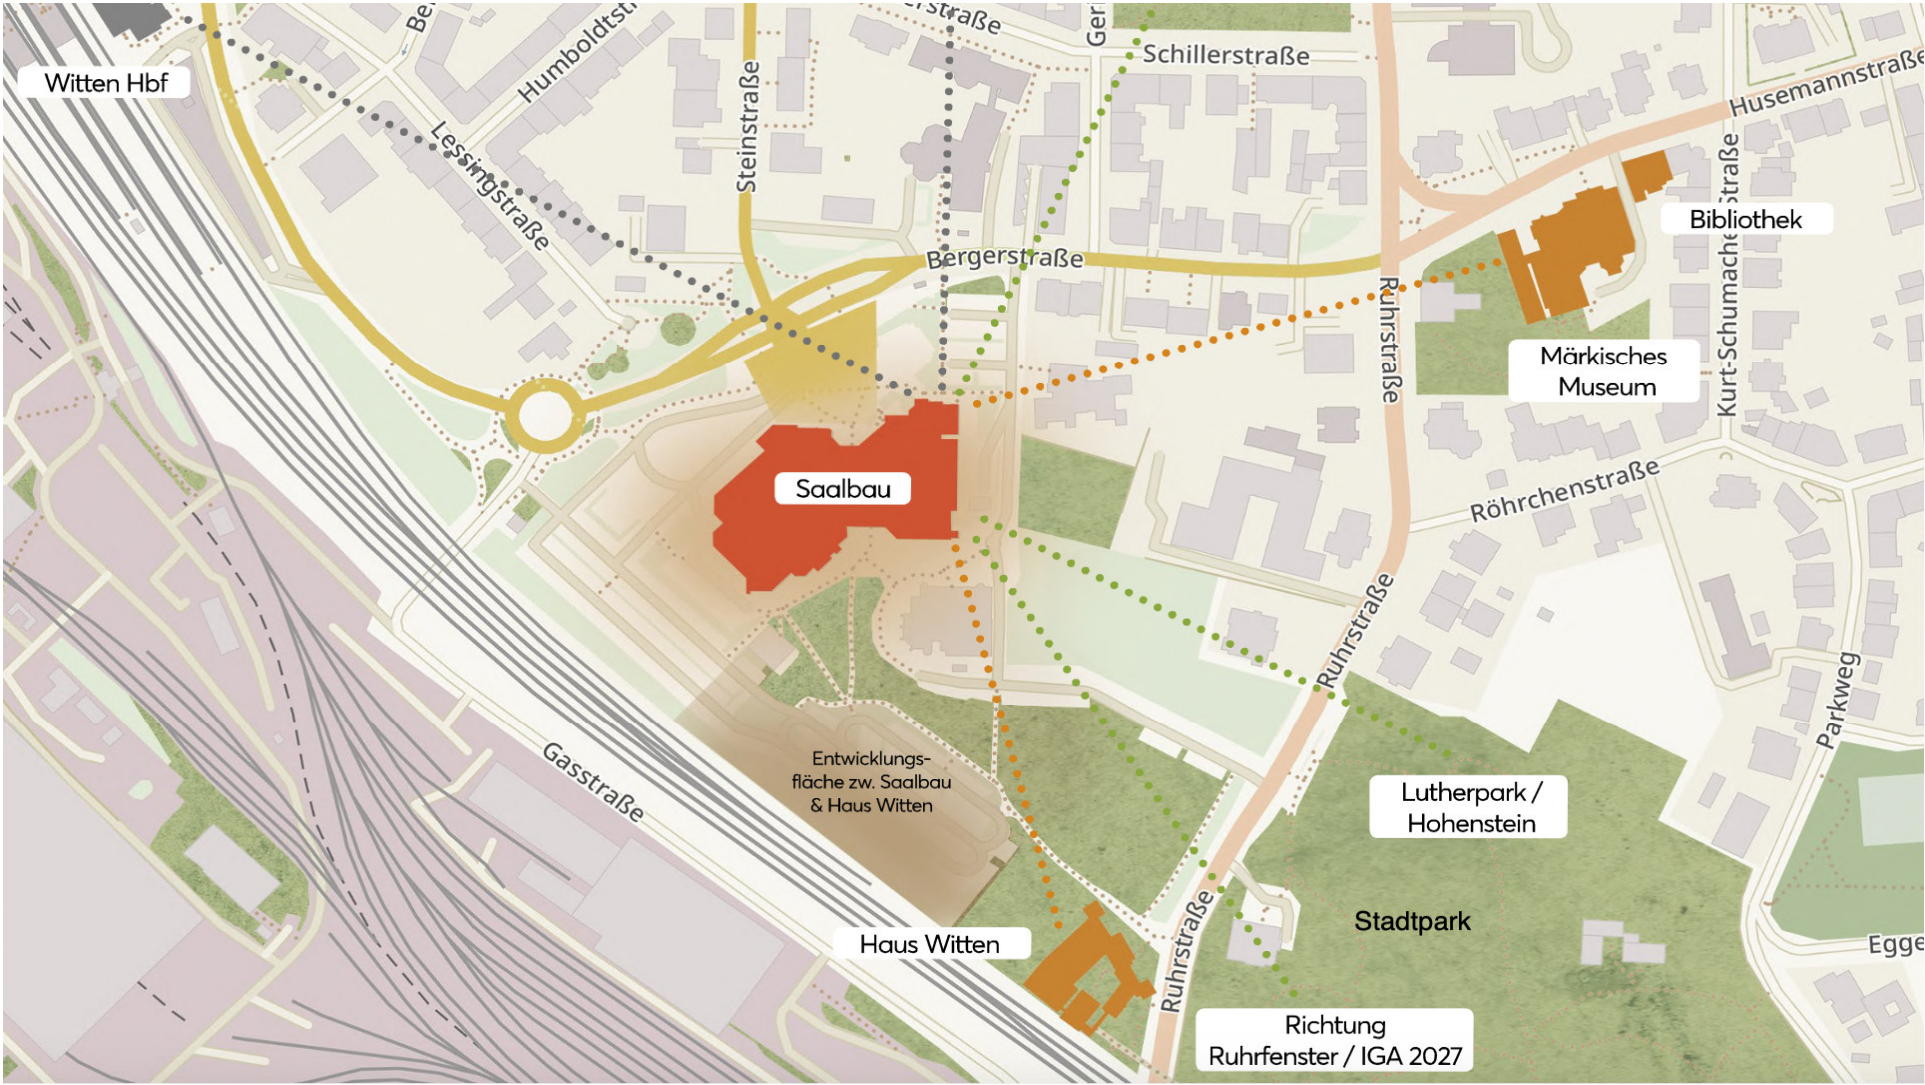 Schillerstraße
Witten Hbf
Humboldtstr
Husemannstraße
Steinstraße
Lessingstraße
Kurt-Schumacher-Straße
Bibliothek
Bergerstraße
Ruhrstraße
Märkisches
Museum
Saalbau
Röhrchenstraße
Ruhrstraße
Parkweg
Gasstraße
Entwicklungs-
fläche zw. Saalbau
& Haus Witten
Lutherpark /
Hohenstein
Stadtpark
Haus Witten
Egge
Ruhrstraße
Richtung
Ruhrfenster / IGA 2027